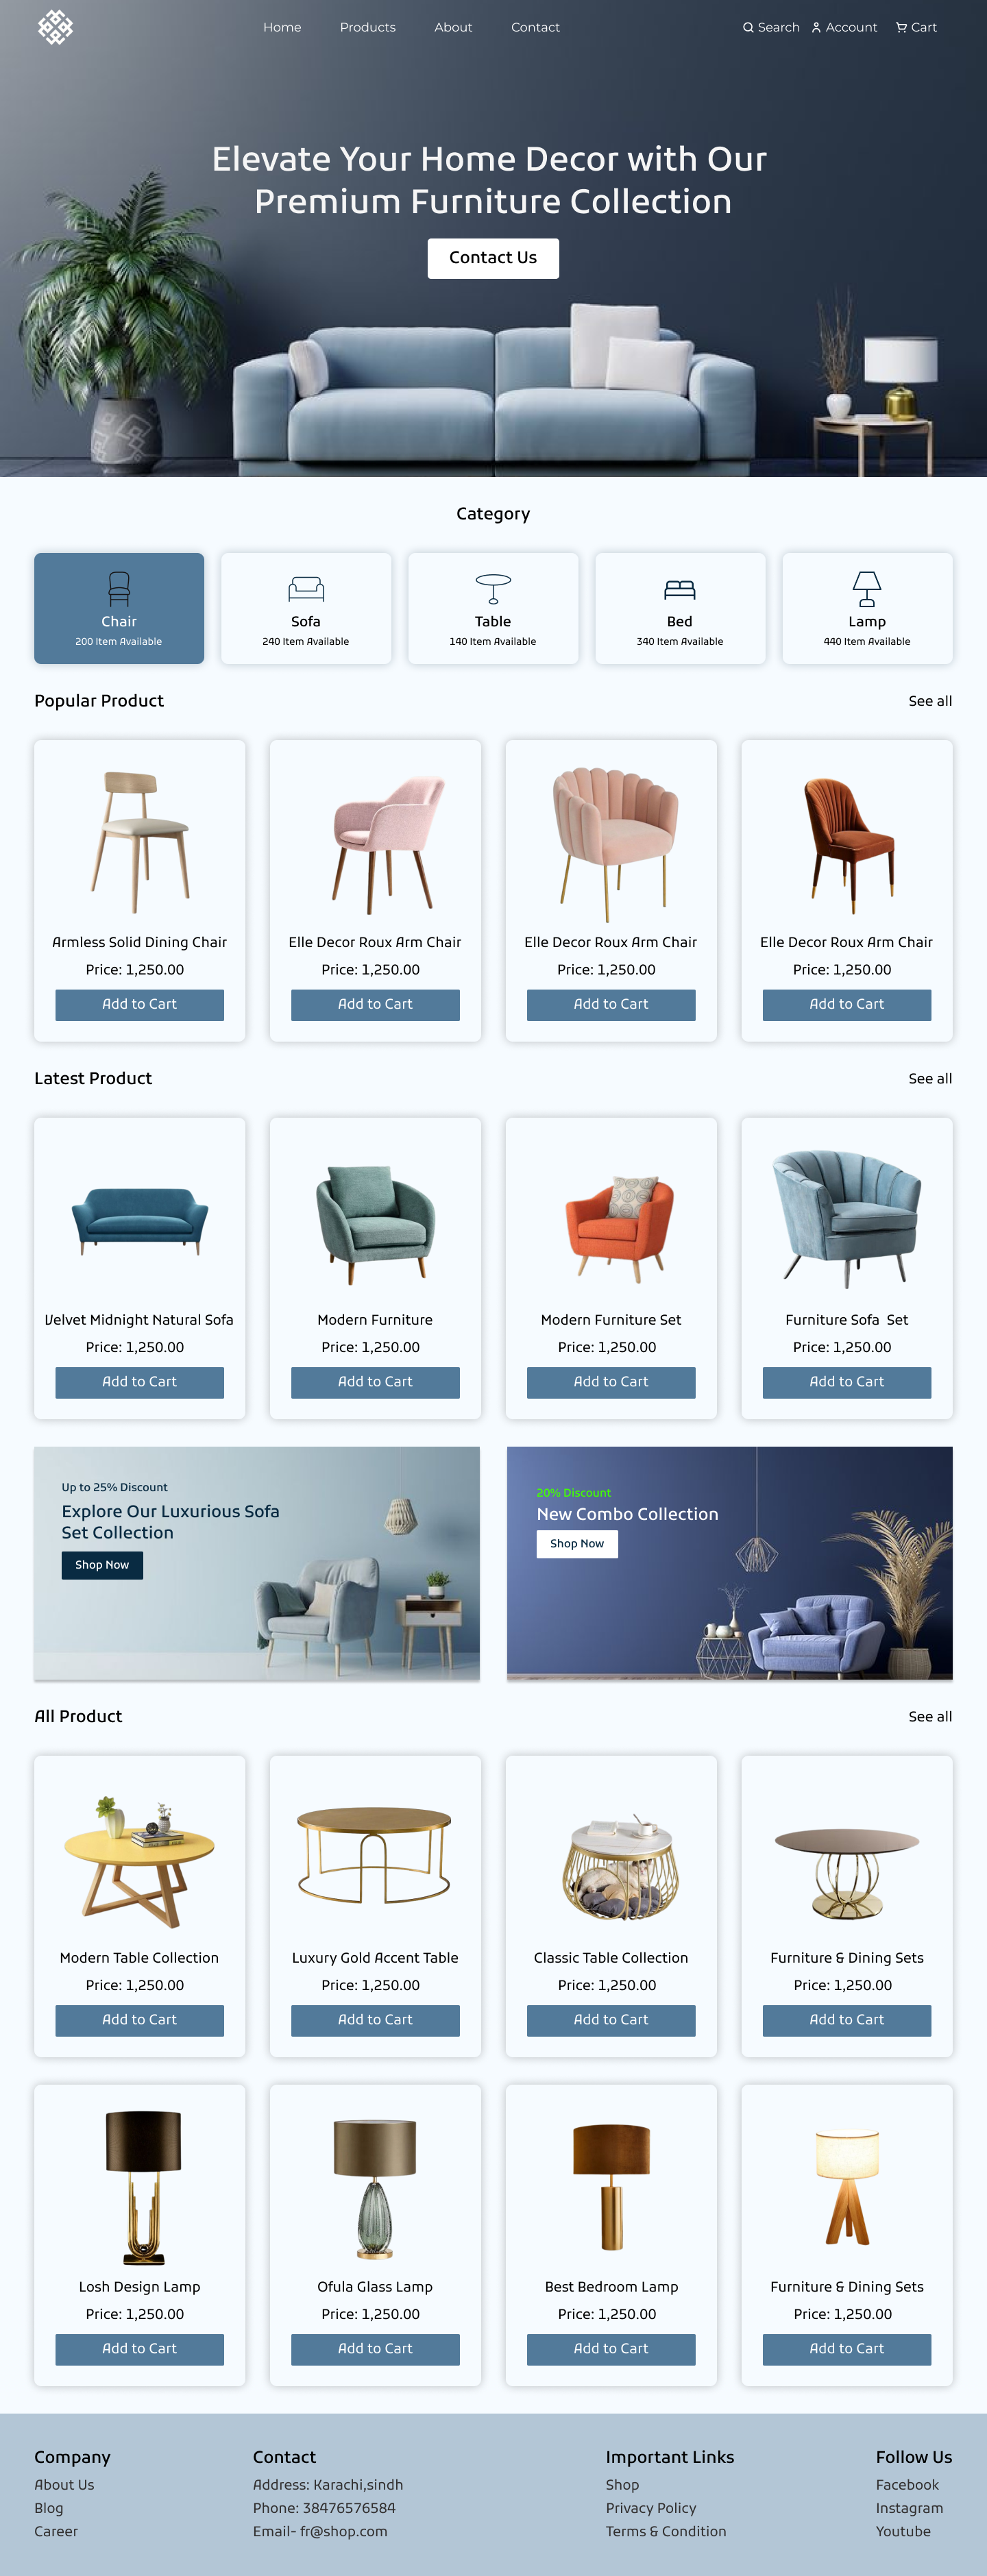 Home Products About Contact Search Account Cart
Elevate Your Home Decor with Our
Premium Furniture Collection
Contact Us
Category
Chair
200 Item Available
Sofa
240 Item Available
Table
140 Item Available
Bed
340 Item Available
Lamp
440 Item Available
Popular Product
See all
Armless Solid Dining Chair
Price: 1,250.00
Add to Cart
Elle Decor Roux Arm Chair
Price: 1,250.00
Add to Cart
Elle Decor Roux Arm Chair
Price: 1,250.00
Add to Cart
Elle Decor Roux Arm Chair
Price: 1,250.00
Add to Cart
Latest Product
See all
Velvet Midnight Natural Sofa
Price: 1,250.00
Add to Cart
Modern Furniture
Price: 1,250.00
Add to Cart
Modern Furniture Set
Price: 1,250.00
Add to Cart
Furniture Sofa Set
Price: 1,250.00
Add to Cart
Up to 25% Discount
Explore Our Luxurious Sofa
Set Collection
Shop Now
20% Discount
New Combo Collection
Shop Now
All Product
See all
Modern Table Collection
Price: 1,250.00
Add to Cart
Luxury Gold Accent Table
Price: 1,250.00
Add to Cart
Classic Table Collection
Price: 1,250.00
Add to Cart
Furniture & Dining Sets
Price: 1,250.00
Add to Cart
Losh Design Lamp
Price: 1,250.00
Add to Cart
Ofula Glass Lamp
Price: 1,250.00
Add to Cart
Best Bedroom Lamp
Price: 1,250.00
Add to Cart
Furniture & Dining Sets
Price: 1,250.00
Add to Cart
Company
About Us
Blog
Career
Contact
Address: Karachi,sindh
Phone: 38476576584
Email- fr@shop.com
Important Links
Shop
Privacy Policy
Terms & Condition
Follow Us
Facebook
Instagram
Youtube